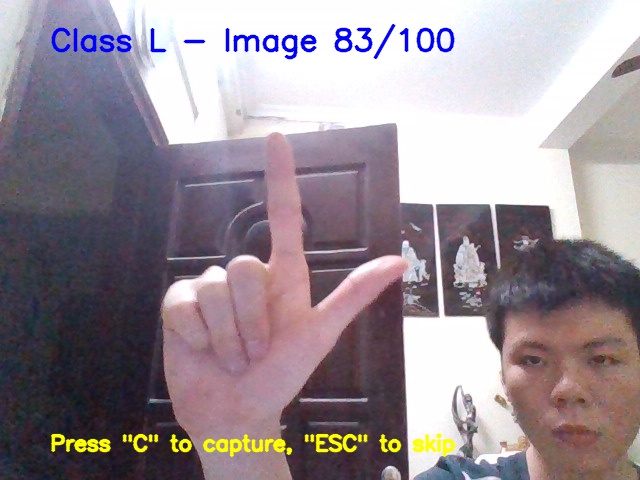 Class L - Image 83/100
Press "C" to capture, "ESC" to skip